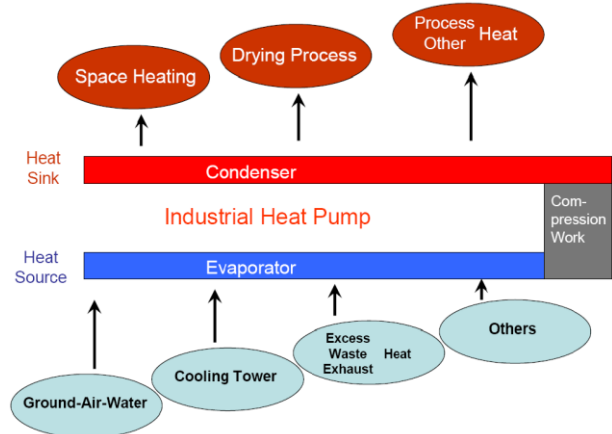 Space Heating
Drying Process
Process
Other Heat
Heat
Sink
Condenser
Industrial Heat Pump
Com-
pression
Work
Heat
Source
Evaporator
Ground-Air-Water
Cooling Tower
Excess
Waste Heat
Exhaust
Others